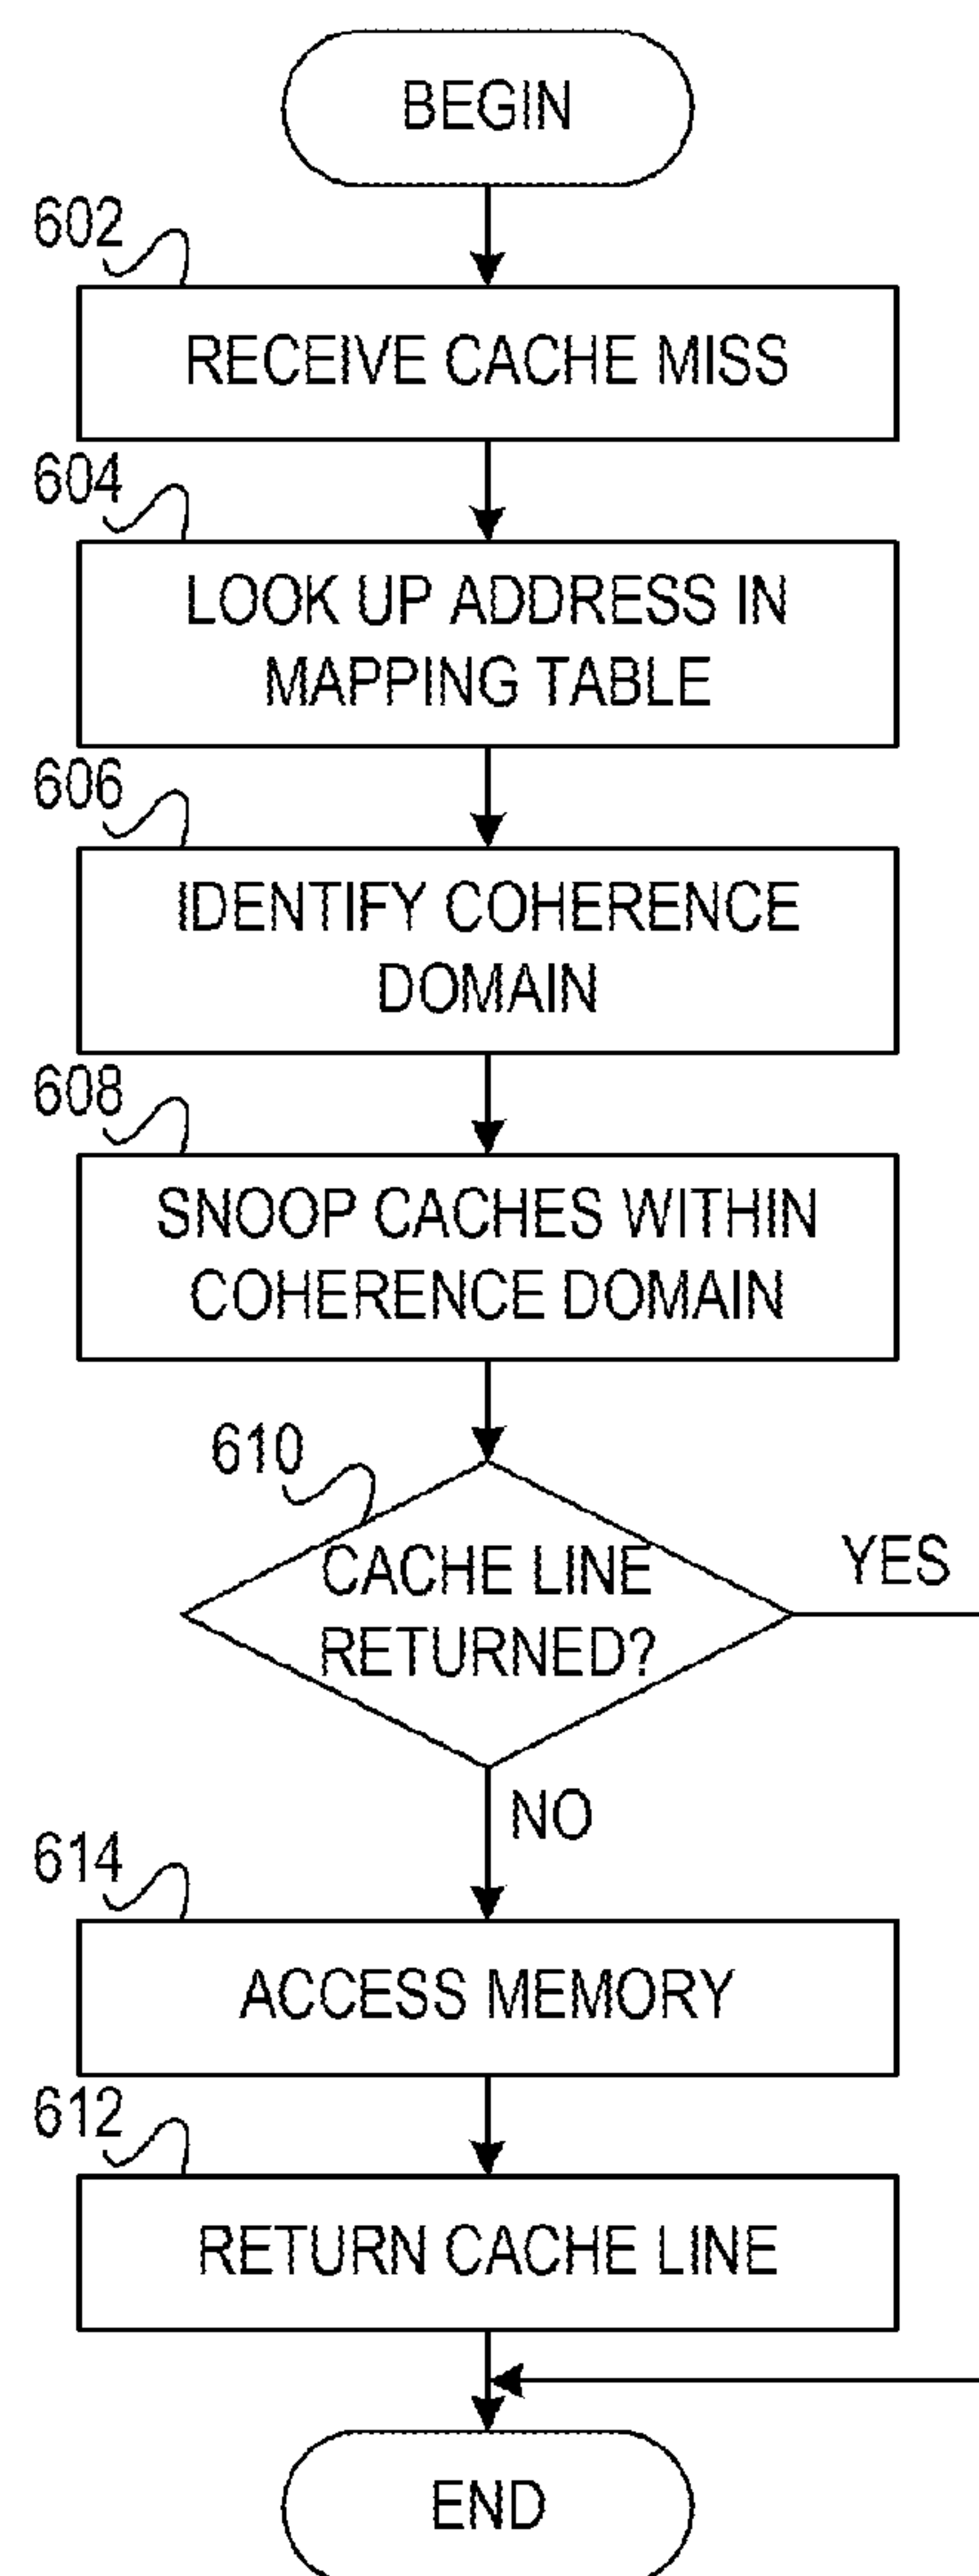 BEGIN
602
RECEIVE CACHE MISS
604
LOOK UP ADDRESS IN
MAPPING TABLE
606
IDENTIFY COHERENCE
DOMAIN
608
SNOOP CACHES WITHIN
COHERENCE DOMAIN
610
CACHE LINE
RETURNED?
YES
NO
614
ACCESS MEMORY
612
RETURN CACHE LINE
END